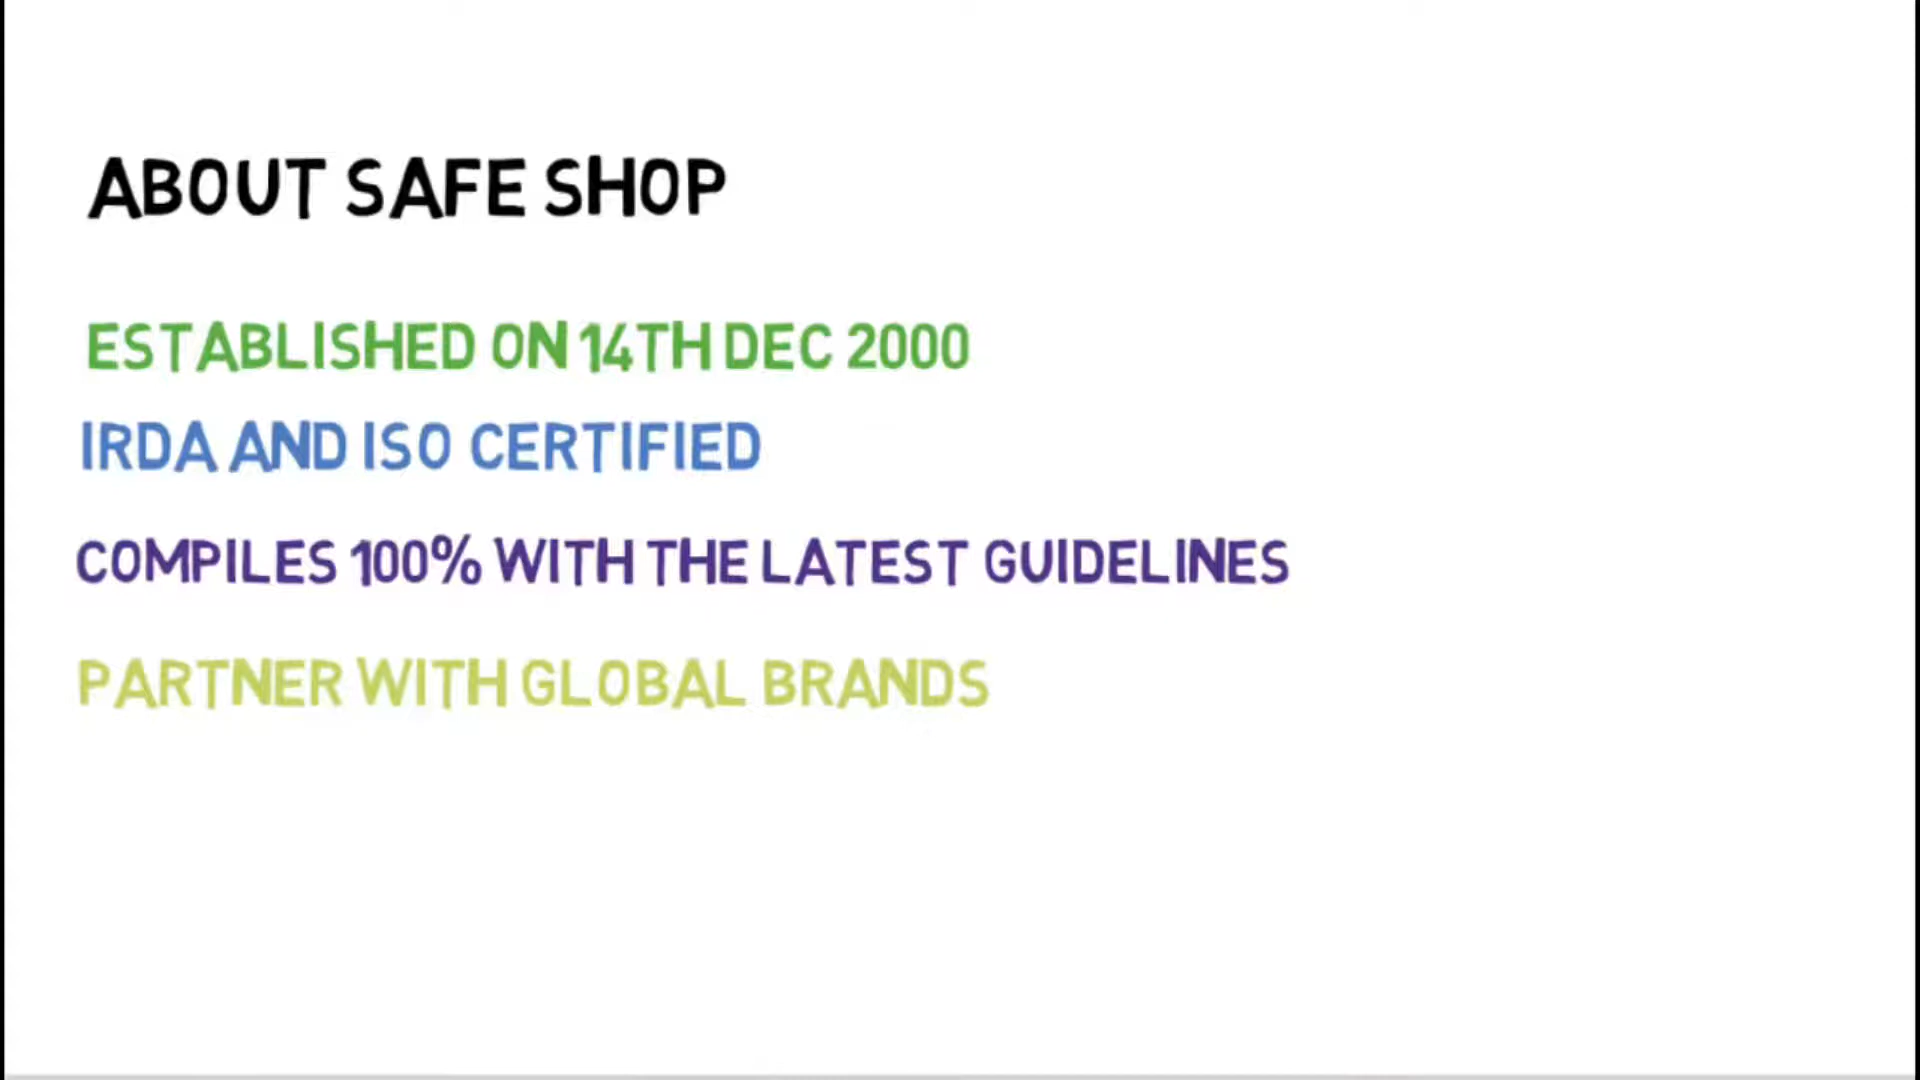 ABOUT SAFE SHOP
ESTABLISHED ON 14TH DEC 2000
IRDA AND ISO CERTIFIED
COMPILES 100% WITH THE LATEST GUIDELINES
PARTNER WITH GLOBAL BRANDS